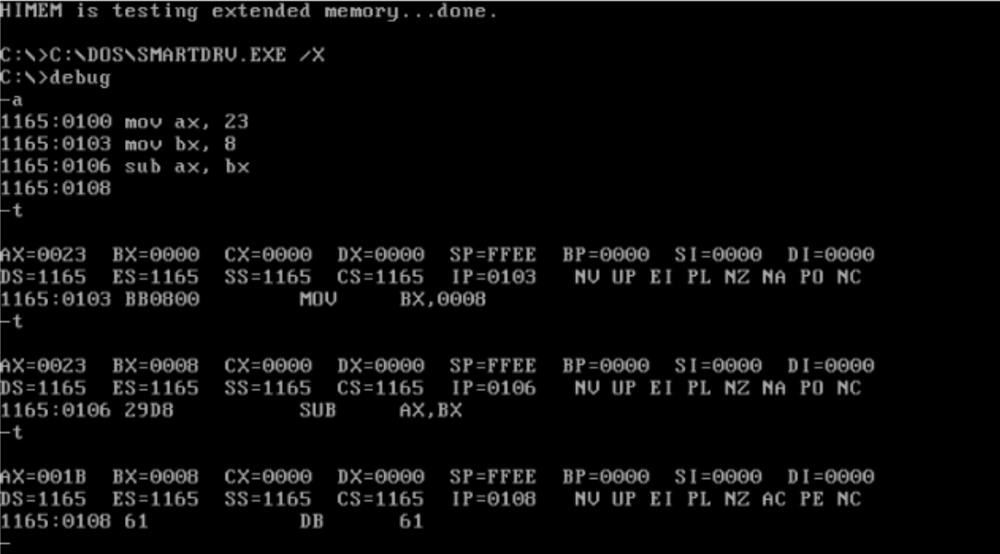 HIMEM is testing extended memory...done.
C:\>C:\DOS\SMARTDRV.EXE /X
C:\>debug
-a
1165:0100 mov ax, 23
1165:0103 mov bx, 8
1165:0106 sub ax, bx
1165:0108
-t
AX=0023  BX=0000  CX=0000  DX=0000  SP=FFEE  BP=0000  SI=0000  DI=0000
DS=1165  ES=1165  SS=1165  CS=1165  IP=0103   NV UP EI PL NZ NA PO NC
1165:0103 BB0800        MOV     BX,0008
-t
AX=0023  BX=0008  CX=0000  DX=0000  SP=FFEE  BP=0000  SI=0000  DI=0000
DS=1165  ES=1165  SS=1165  CS=1165  IP=0106   NV UP EI PL NZ NA PO NC
1165:0106 29D8          SUB     AX,BX
-t
AX=001B  BX=0008  CX=0000  DX=0000  SP=FFEE  BP=0000  SI=0000  DI=0000
DS=1165  ES=1165  SS=1165  CS=1165  IP=0108   NV UP EI PL NZ AC PE NC
1165:0108 61            DB      61
-